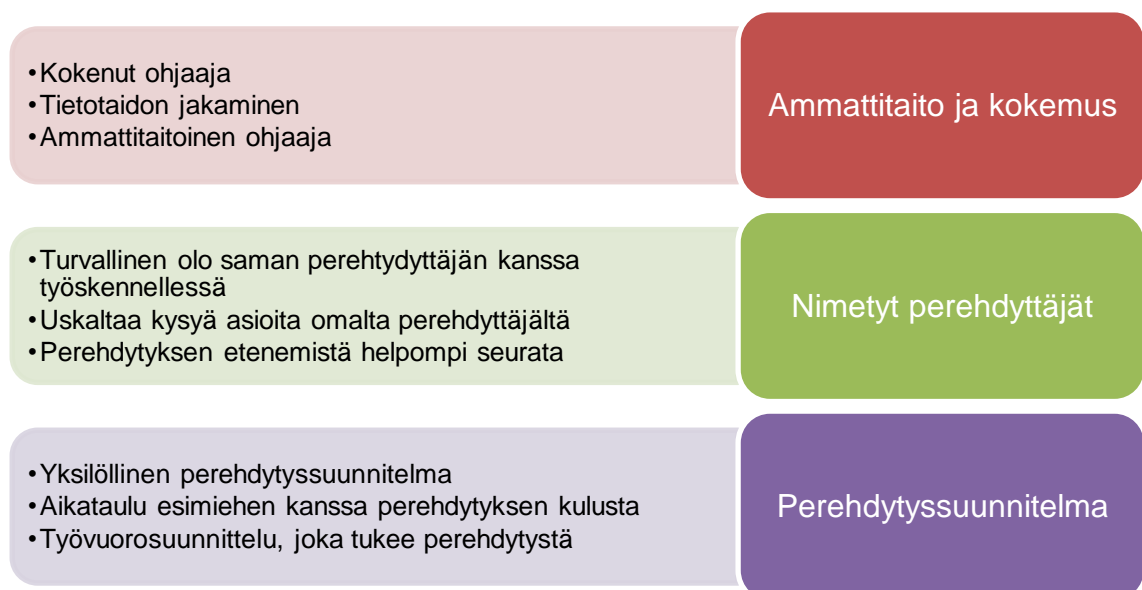 •Kokenut ohjaaja
•Tietotaidon jakaminen
•Ammattitaitoinen ohjaaja
Ammattitaito ja kokemus
•Turvallinen olo saman perehtydyttäjän kanssa
työskennellessä
•Uskaltaa kysyä asioita omalta perehdyttäjältä
•Perehdytyksen etenemistä helpompi seurata
Nimetyt perehdyttäjät
•Yksilöllinen perehdytyssuunnitelma
•Aikataulu esimiehen kanssa perehdytyksen kulusta
•Työvuorosuunnittelu, joka tukee perehdytystä
Perehdytyssuunnitelma